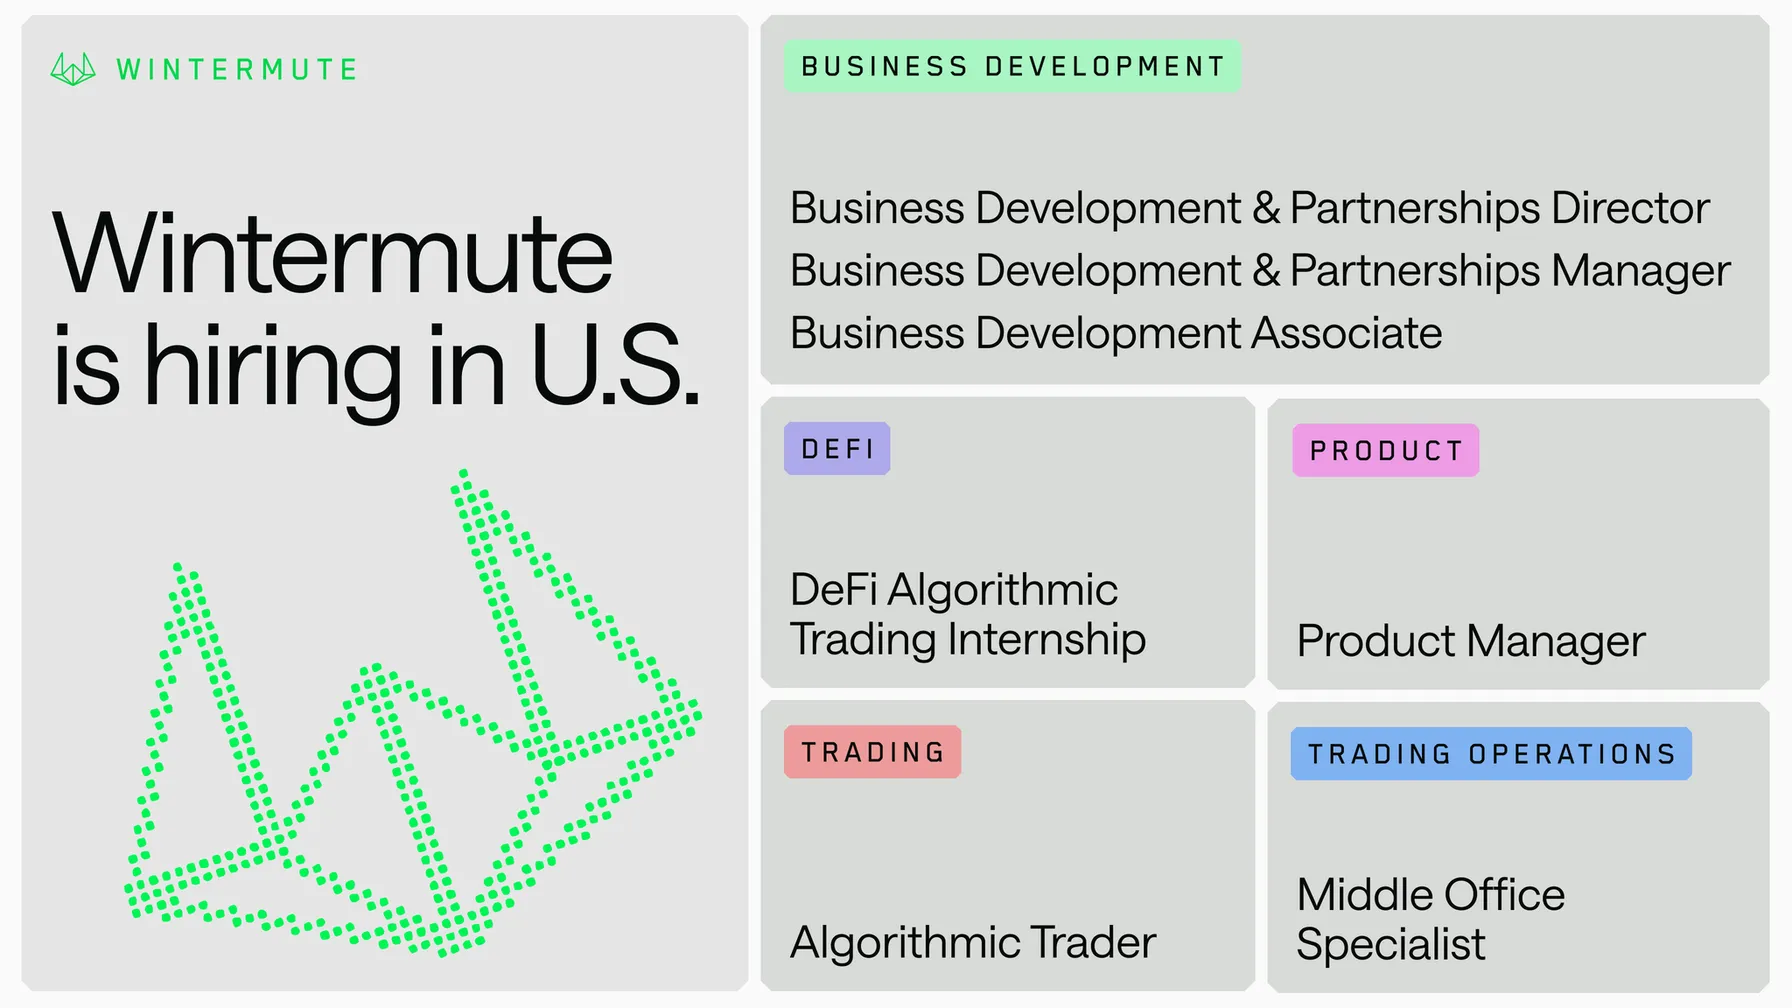 WINTERMUTE
Wintermute
is hiring in U.S.
BUSINESS DEVELOPMENT
Business Development & Partnerships Director
Business Development & Partnerships Manager
Business Development Associate
DEFI
DeFi Algorithmic
Trading Internship
PRODUCT
Product Manager
TRADING
Algorithmic Trader
TRADING OPERATIONS
Middle Office
Specialist